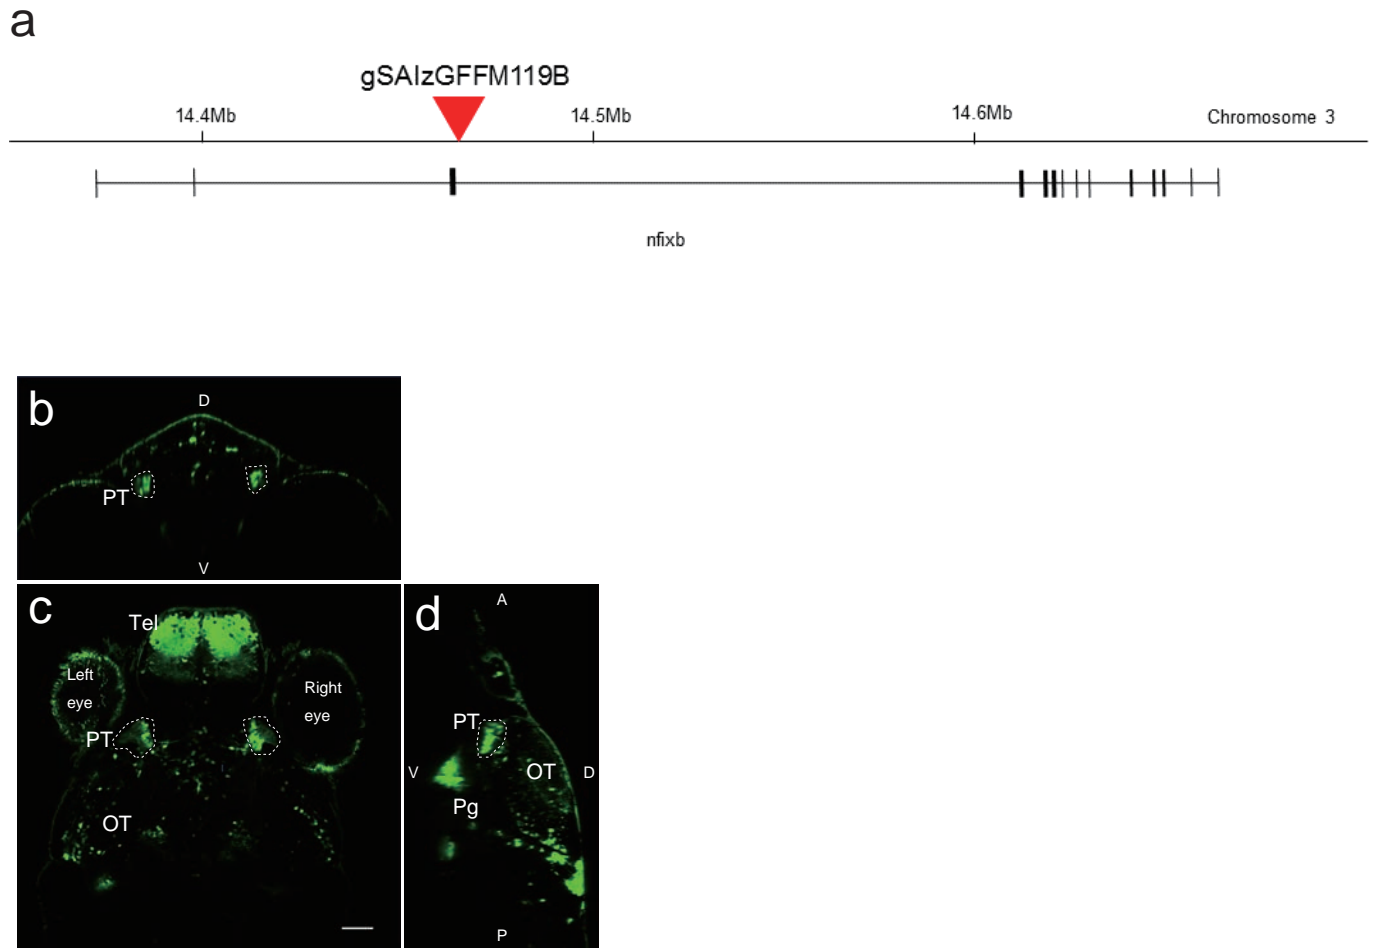 a
gSAIzGFFM119B
14.4Mb
14.5Mb
14.6Mb
Chromosome 3
nfixb
b
D
PT
V
c
Tel
Left
eye
Right
eye
PT
OT
d
A
PT
V
OT
D
Pg
P